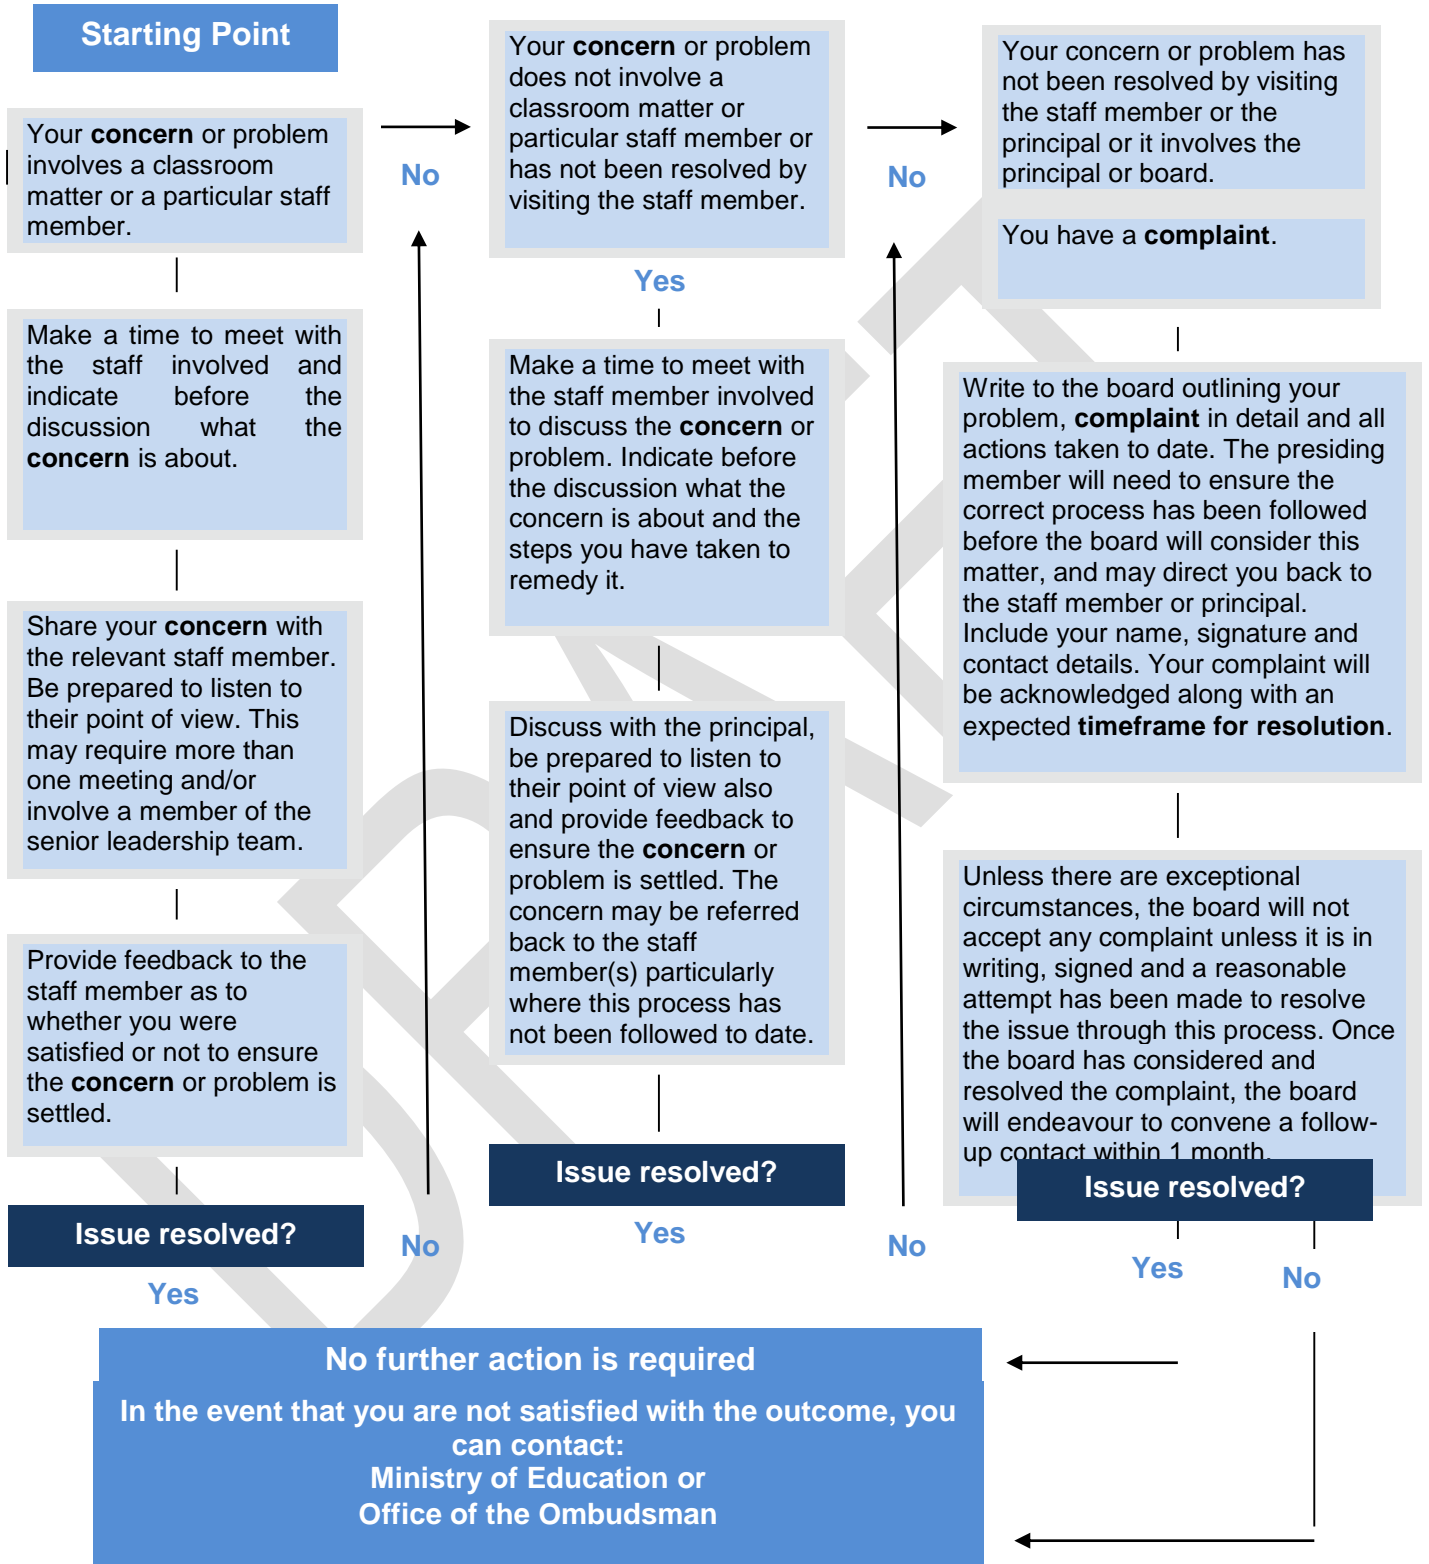 Starting Point
Your concern or problem
involves a classroom
matter or a particular staff
member.
Make a time to meet with
the staff involved and
indicate before the
discussion what the
concern is about.
Share your concern with
the relevant staff member.
Be prepared to listen to
their point of view. This
may require more than
one meeting and/or
involve a member of the
senior leadership team.
Provide feedback to the
staff member as to
whether you were
satisfied or not to ensure
the concern or problem is
settled.
Issue resolved?
Yes
No
No
Your concern or problem
does not involve a
classroom matter or
particular staff member or
has not been resolved by
visiting the staff member.
Yes
Make a time to meet with
the staff member involved
to discuss the concern or
problem. Indicate before
the discussion what the
concern is about and the
steps you have taken to
remedy it.
Discuss with the principal,
be prepared to listen to
their point of view also
and provide feedback to
ensure the concern or
problem is settled. The
concern may be referred
back to the staff
member(s) particularly
where this process has
not been followed to date.
Issue resolved?
Yes
No
No
Your concern or problem has
not been resolved by visiting
the staff member or the
principal or it involves the
principal or board.
You have a complaint.
Write to the board outlining your
problem, complaint in detail and all
actions taken to date. The presiding
member will need to ensure the
correct process has been followed
before the board will consider this
matter, and may direct you back to
the staff member or principal.
Include your name, signature and
contact details. Your complaint will
be acknowledged along with an
expected timeframe for resolution.
Unless there are exceptional
circumstances, the board will not
accept any complaint unless it is in
writing, signed and a reasonable
attempt has been made to resolve
the issue through this process. Once
the board has considered and
resolved the complaint, the board
will endeavour to convene a follow-
up contact within 1 month.
Issue resolved?
Yes
No
No further action is required
In the event that you are not satisfied with the outcome, you
can contact:
Ministry of Education or
Office of the Ombudsman
DRAFT